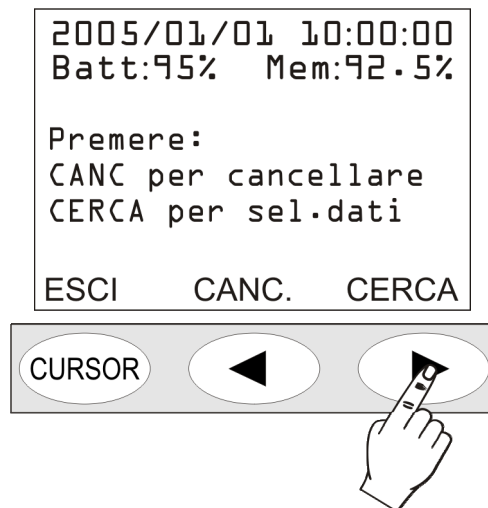 2005/01/01 10:00:00
Batt:95% Mem:92.5%
Premere:
CANC per cancellare
CERCA per sel.dati
ESCI CANC. CERCA
CURSOR